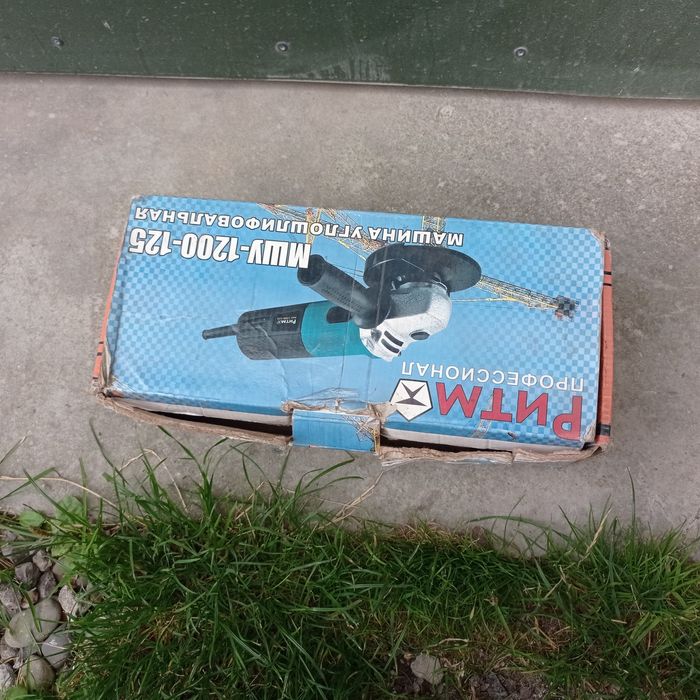 РИТМ
ПРОФЕССИОНАЛ
МШУ-1200-125
МАШИНА УГЛОШЛИФОВАЛЬНАЯ